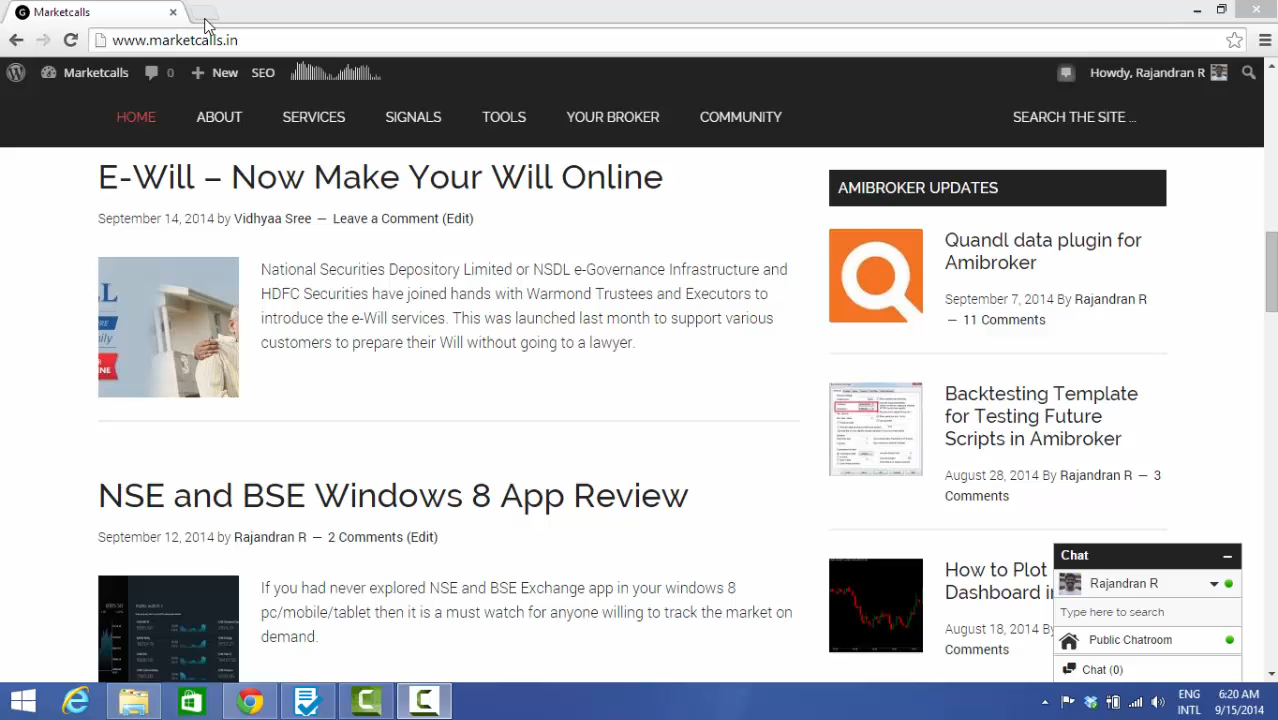 Marketcalls
www.marketcalls.in
Marketcalls 0 New SEO
Howdy, Rajandran R
HOME ABOUT SERVICES SIGNALS TOOLS YOUR BROKER COMMUNITY SEARCH THE SITE ...
E-Will – Now Make Your Will Online
September 14, 2014 by Vidhyaa Sree — Leave a Comment (Edit)
National Securities Depository Limited or NSDL e-Governance Infrastructure and
HDFC Securities have joined hands with Warmond Trustees and Executors to
introduce the e-Will services. This was launched last month to support various
customers to prepare their Will without going to a lawyer.
NSE and BSE Windows 8 App Review
September 12, 2014 by Rajandran R — 2 Comments (Edit)
If you had never explored NSE and BSE Exchange app in your windows 8
pc/mobile/tablet then it is a must watch for anyone willing to track the market on
demand.
AMIBROKER UPDATES
Quandl data plugin for
Amibroker
September 7, 2014 By Rajandran R
— 11 Comments
Backtesting Template
for Testing Future
Scripts in Amibroker
August 28, 2014 By Rajandran R — 3
Comments
How to Plot
Dashboard
August 18, 2014 By
Comments
Chat
Rajandran R
Type here to search
Public Chatroom
Chat (0)
ENG
INTL
6:20 AM
9/15/2014